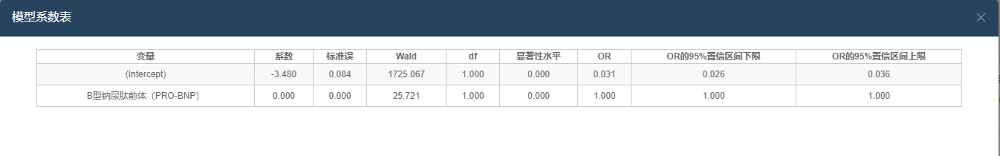 模型系数表
变量 系数 标准误 Wald df 显著性水平 OR OR的95%置信区间下限 OR的95%置信区间上限
(Intercept) -3.480 0.084 1725.067 1.000 0.000 0.031 0.026 0.036
B型钠尿肽前体（PRO-BNP） 0.000 0.000 25.721 1.000 0.000 1.000 1.000 1.000